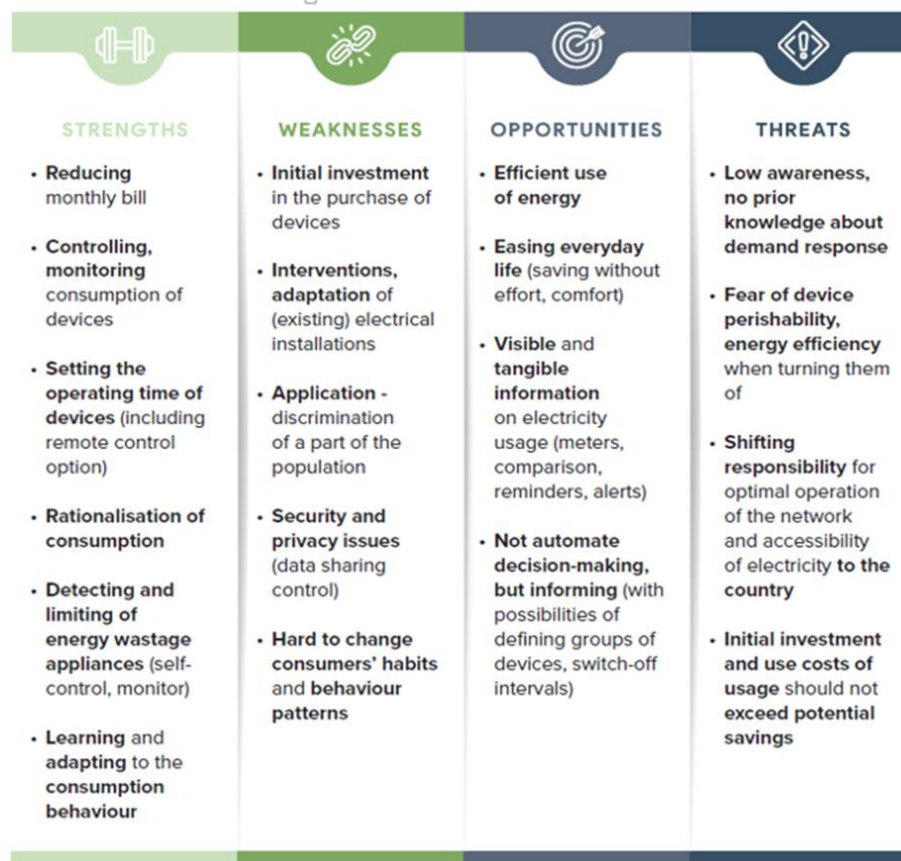 STRENGTHS
• Reducing
monthly bill
• Controlling,
monitoring
consumption of
devices
• Setting the
operating time of
devices (including
remote control
option)
• Rationalisation of
consumption
• Detecting and
limiting of
energy wastage
appliances (self-
control, monitor)
• Learning and
adapting to the
consumption
behaviour
WEAKNESSES
• Initial investment
in the purchase of
devices
• Interventions,
adaptation of
(existing) electrical
installations
• Application -
discrimination
of a part of the
population
• Security and
privacy issues
(data sharing
control)
• Hard to change
consumers' habits
and behaviour
patterns
OPPORTUNITIES
• Efficient use
of energy
• Easing everyday
life (saving without
effort, comfort)
• Visible and
tangible
information
on electricity
usage (meters,
comparison,
reminders, alerts)
• Not automate
decision-making,
but informing (with
possibilities of
defining groups of
devices, switch-off
intervals)
THREATS
• Low awareness,
no prior
knowledge about
demand response
• Fear of device
perishability,
energy efficiency
when turning them
of
• Shifting
responsibility for
optimal operation
of the network
and accessibility
of electricity to the
country
• Initial investment
and use costs of
usage should not
exceed potential
savings